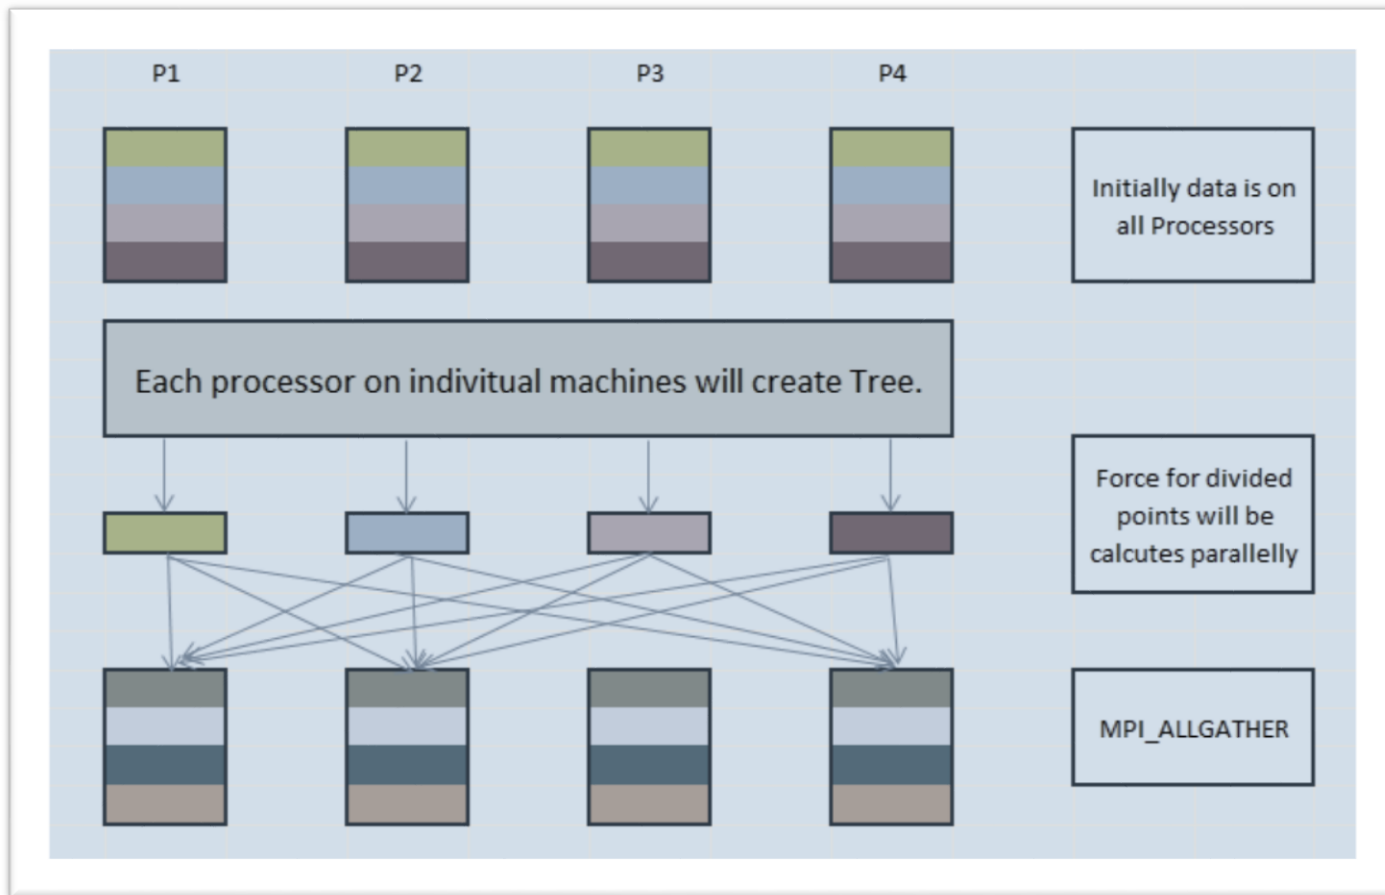 P1 P2 P3 P4
Initially data is on
all Processors
Each processor on indivitual machines will create Tree.
Force for divided
points will be
calcutes parallelly
MPI_ALLGATHER